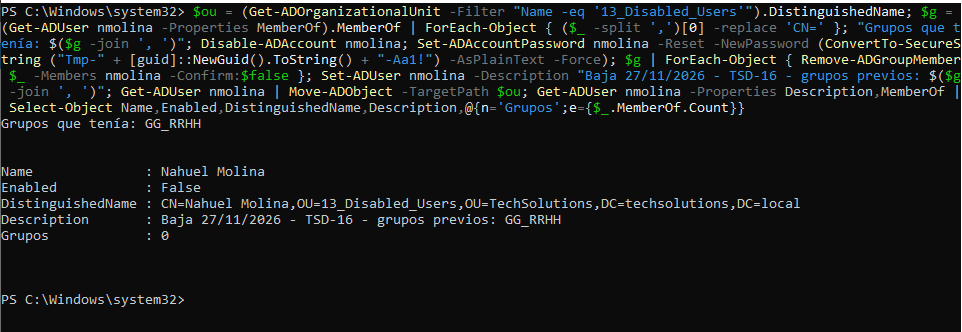 PS C:\Windows\system32> $ou = (Get-ADOrganizationalUnit -Filter "Name -eq '13_Disabled_Users'").DistinguishedName; $g =
(Get-ADUser nmolina -Properties MemberOf).MemberOf | ForEach-Object { ($_ -split ',')[0] -replace 'CN=' }; "Grupos que t
enía: $($g -join ', ')"; Disable-ADAccount nmolina; Set-ADAccountPassword nmolina -Reset -NewPassword (ConvertTo-SecureS
tring ("Tmp-" + [guid]::NewGuid().ToString() + "-Aa1!") -AsPlainText -Force); $g | ForEach-Object { Remove-ADGroupMember
$_ -Members nmolina -Confirm:$false }; Set-ADUser nmolina -Description "Baja 27/11/2026 - TSD-16 - grupos previos: $($g
-join ', ')"; Get-ADUser nmolina | Move-ADObject -TargetPath $ou; Get-ADUser nmolina -Properties Description,MemberOf |
Select-Object Name,Enabled,DistinguishedName,Description,@{n='Grupos';e={$_.MemberOf.Count}}
Grupos que tenía: GG_RRHH
Name : Nahuel Molina
Enabled : False
DistinguishedName : CN=Nahuel Molina,OU=13_Disabled_Users,OU=TechSolutions,DC=techsolutions,DC=local
Description : Baja 27/11/2026 - TSD-16 - grupos previos: GG_RRHH
Grupos : 0
PS C:\Windows\system32>